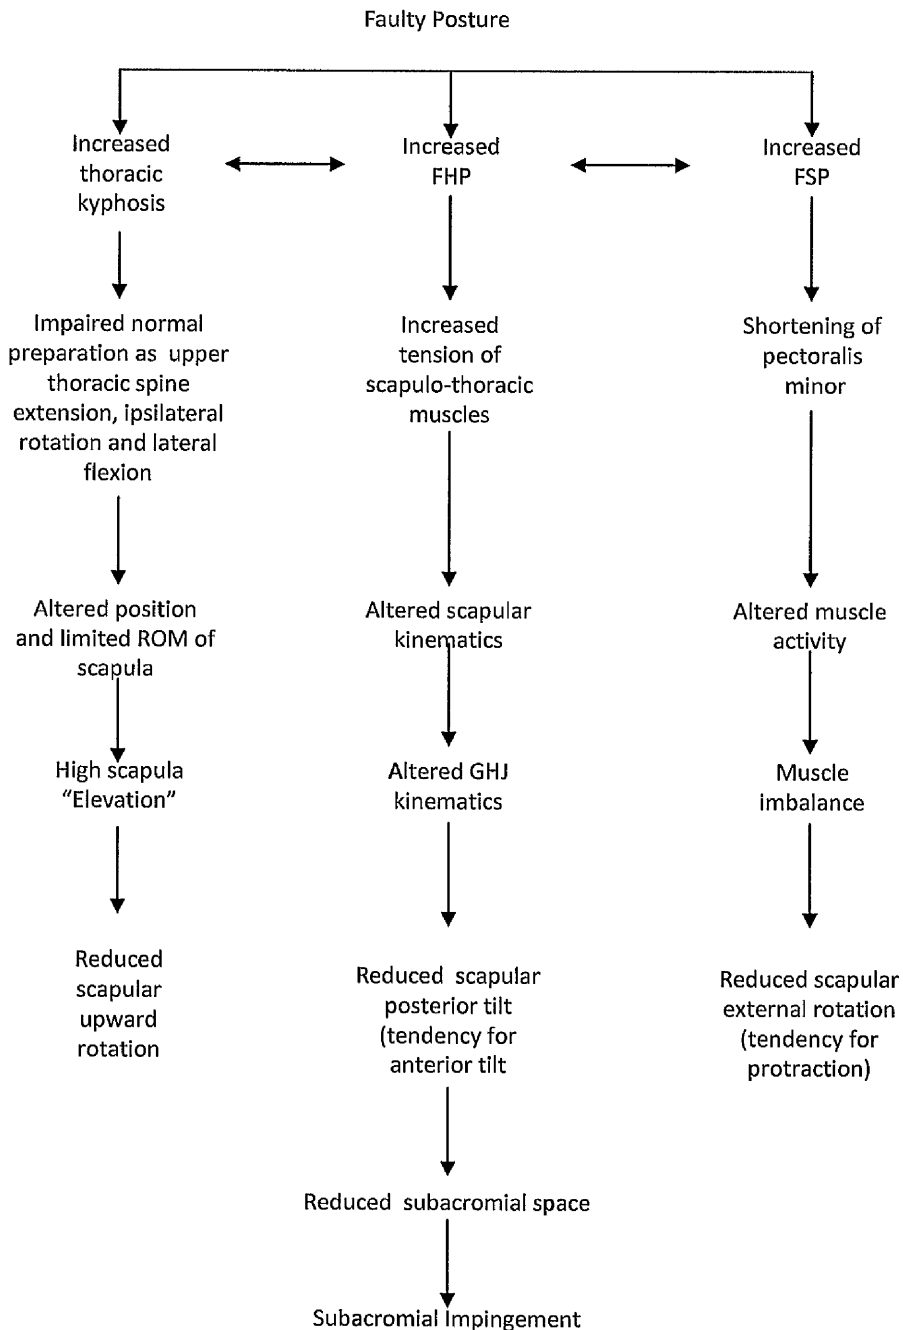 Faulty Posture
Increased
thoracic
kyphosis
Increased
FHP
Increased
FSP
Impaired normal
preparation as upper
thoracic spine
extension, ipsilateral
rotation and lateral
flexion
Increased
tension of
scapulo-thoracic
muscles
Shortening of
pectoralis
minor
Altered position
and limited ROM of
scapula
Altered scapular
kinematics
Altered muscle
activity
High scapula
“Elevation”
Altered GHJ
kinematics
Muscle
imbalance
Reduced
scapular
upward
rotation
Reduced scapular
posterior tilt
(tendency for
anterior tilt
Reduced scapular
external rotation
(tendency for
protraction)
Reduced subacromial space
Subacromial Impingement